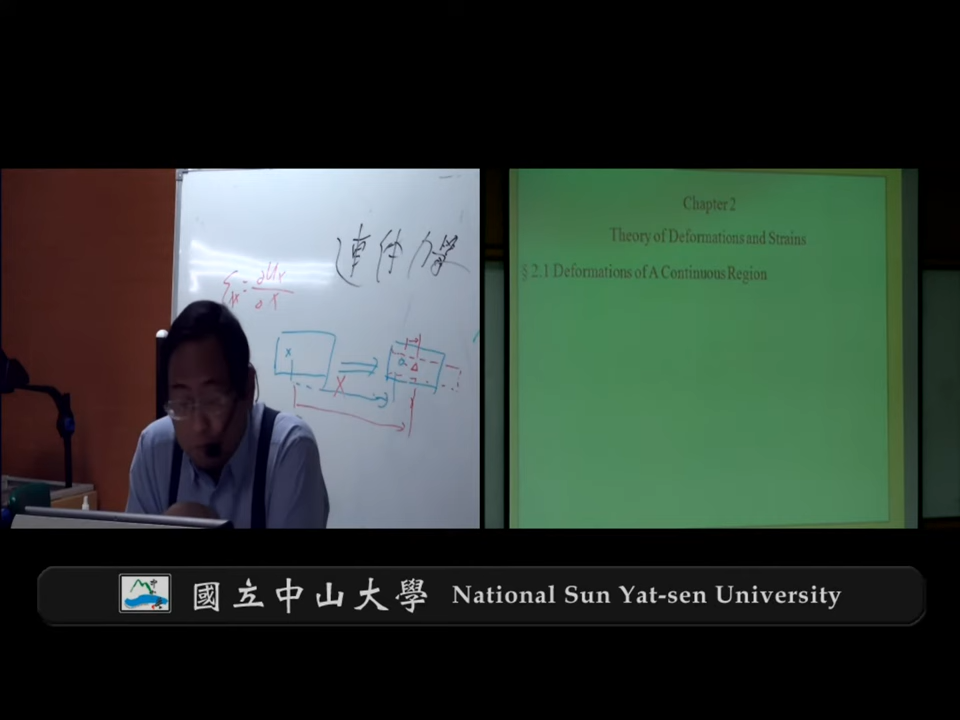 連体力學
x
X
Δ
Chapter 2
Theory of Deformations and Strains
§ 2.1 Deformations of A Continuous Region
國立中山大學 National Sun Yat-sen University